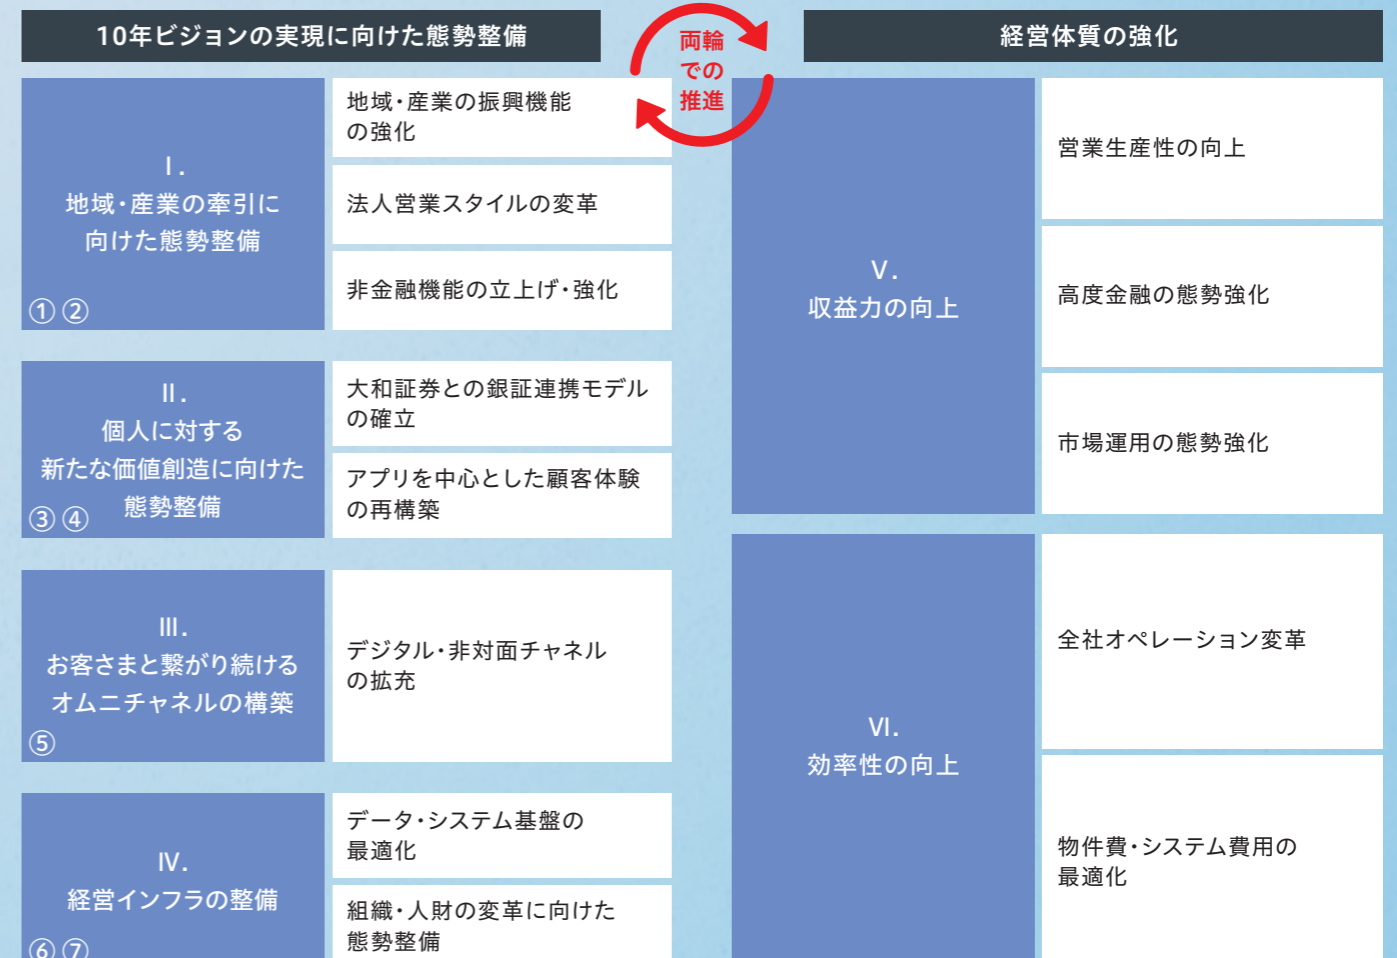 10年ビジョンの実現に向けた態勢整備
両輪
での
推進
経営体質の強化
Ⅰ.
地域・産業の牽引に
向けた態勢整備
①②
地域・産業の振興機能
の強化
法人営業スタイルの変革
非金融機能の立上げ・強化
Ⅱ.
個人に対する
新たな価値創造に向けた
態勢整備
③④
大和証券との銀証連携モデル
の確立
アプリを中心とした顧客体験
の再構築
Ⅲ.
お客さまと繋がり続ける
オムニチャネルの構築
⑤
デジタル・非対面チャネル
の拡充
Ⅳ.
経営インフラの整備
⑥⑦
データ・システム基盤の
最適化
組織・人財の変革に向けた
態勢整備
Ⅴ.
収益力の向上
営業生産性の向上
高度金融の態勢強化
市場運用の態勢強化
Ⅵ.
効率性の向上
全社オペレーション変革
物件費・システム費用の
最適化